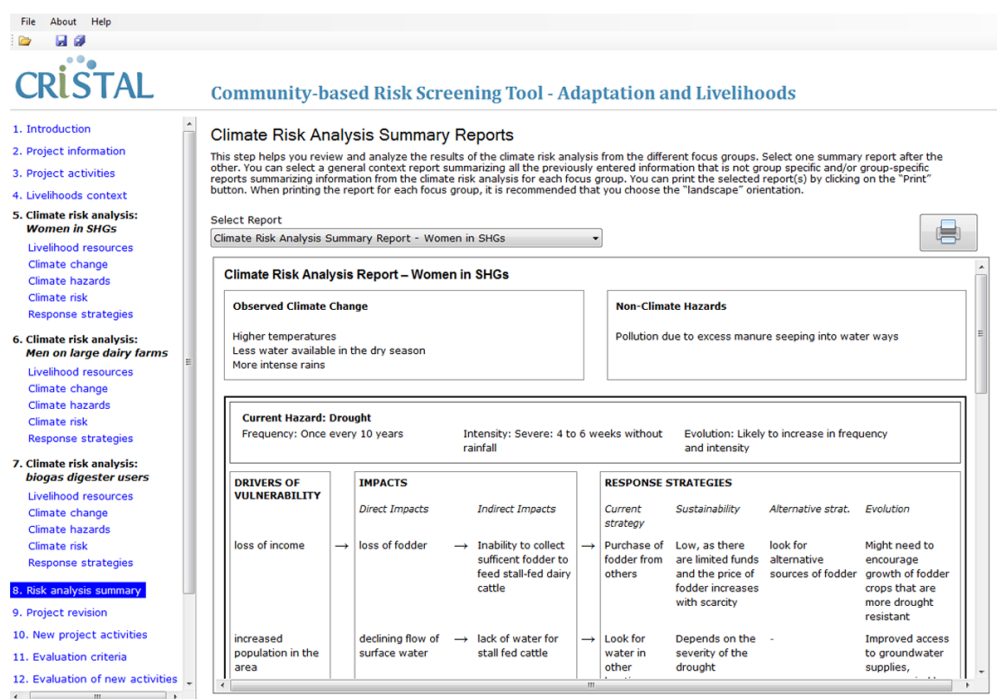 File About Help
CRiSTAL
Community-based Risk Screening Tool - Adaptation and Livelihoods
1. Introduction
2. Project information
3. Project activities
4. Livelihoods context
5. Climate risk analysis:
Women in SHGs
Livelihood resources
Climate change
Climate hazards
Climate risk
Response strategies
6. Climate risk analysis:
Men on large dairy farms
Livelihood resources
Climate change
Climate hazards
Climate risk
Response strategies
7. Climate risk analysis:
biogas digester users
Livelihood resources
Climate change
Climate hazards
Climate risk
Response strategies
8. Risk analysis summary
9. Project revision
10. New project activities
11. Evaluation criteria
12. Evaluation of new activities
Climate Risk Analysis Summary Reports
This step helps you review and analyze the results of the climate risk analysis from the different focus groups. Select one summary report after the
other. You can select a general context report summarizing all the previously entered information that is not group specific and/or group-specific
reports summarizing information from the climate risk analysis for each focus group. You can print the selected report(s) by clicking on the "Print"
button. When printing the report for each focus group, it is recommended that you choose the "landscape" orientation.
Select Report
Climate Risk Analysis Summary Report - Women in SHGs
Climate Risk Analysis Report – Women in SHGs
Observed Climate Change
Higher temperatures
Less water available in the dry season
More intense rains
Non-Climate Hazards
Pollution due to excess manure seeping into water ways
Current Hazard: Drought
Frequency: Once every 10 years
Intensity: Severe: 4 to 6 weeks without
rainfall
Evolution: Likely to increase in frequency
and intensity
DRIVERS OF
VULNERABILITY
IMPACTS
Direct Impacts
Indirect Impacts
RESPONSE STRATEGIES
Current
strategy
Sustainability
Alternative strat.
Evolution
loss of income
→
loss of fodder
→
Inability to collect
sufficent fodder to
feed stall-fed dairy
cattle
→
Purchase of
fodder from
others
Low, as there
are limited funds
and the price of
fodder increases
with scarcity
look for
alternative
sources of fodder
Might need to
encourage
growth of fodder
crops that are
more drought
resistant
increased
population in the
area
declining flow of
surface water
→
lack of water for
stall fed cattle
→
Look for
water in
other
Depends on the
severity of the
drought
-
Improved access
to groundwater
supplies,